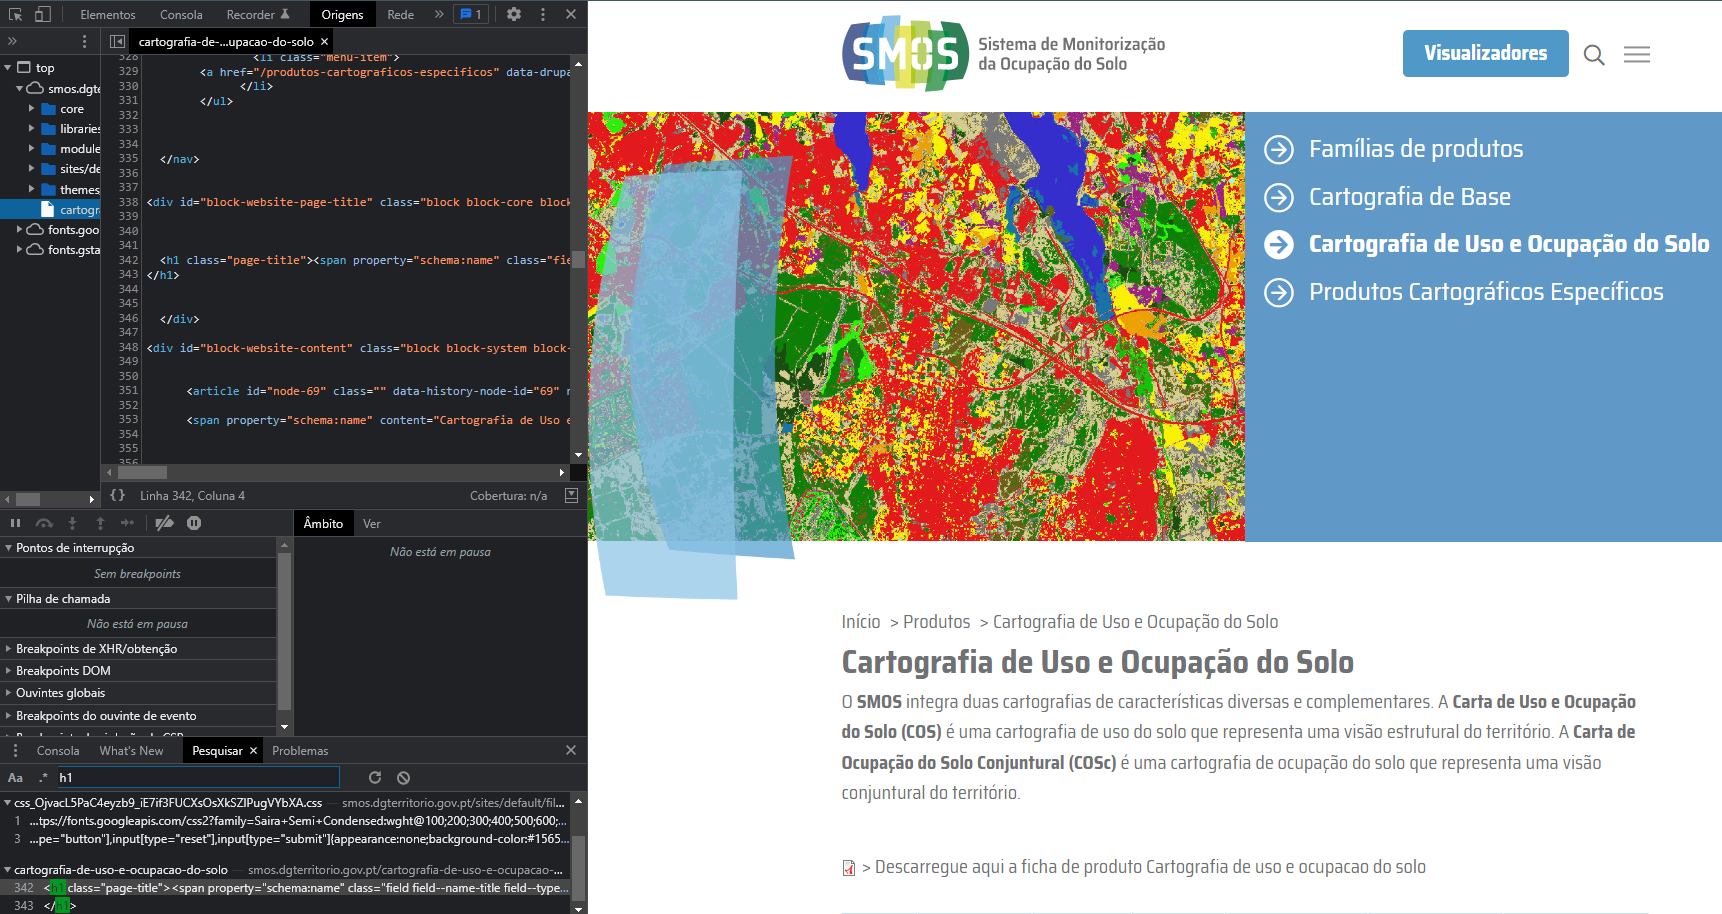 Elementos Consola Recorder Origens Rede » 1
» cartografia-de-...upacao-do-solo ×
top
smos.dgte
core
libraries
module
sites/de
themes
cartogr
fonts.goo
fonts.gsta
328 <li class="menu-item">
329 <a href="/produtos-cartograficos-especificos" data-drupa
330 </li>
331 </ul>
332
333
334
335 </nav>
336
337
338 <div id="block-website-page-title" class="block block-core block
339
340
341
342 <h1 class="page-title"><span property="schema:name" class="fie
343 </h1>
344
345
346 </div>
347
348 <div id="block-website-content" class="block block-system block-
349
350
351 <article id="node-69" class="" data-history-node-id="69" r
352
353 <span property="schema:name" content="Cartografia de Uso e
354
355
356
{} Linha 342, Coluna 4 Cobertura: n/a
Âmbito Ver
Não está em pausa
Pontos de interrupção
Sem breakpoints
Pilha de chamada
Não está em pausa
Breakpoints de XHR/obtenção
Breakpoints DOM
Ouvintes globais
Breakpoints do ouvinte de evento
Consola What's New Pesquisar × Problemas
Aa .* h1
css_OjvacL5PaC4eyzb9_iE7if3FUCXsOsXkSZlPugVYbXA.css — smos.dgterritorio.gov.pt/sites/default/fil...
1 ...tps://fonts.googleapis.com/css2?family=Saira+Semi+Condensed:wght@100;200;300;400;500;600;...
3 ...pe="button"],input[type="reset"],input[type="submit"]{appearance:none;background-color:#1565...
cartografia-de-uso-e-ocupacao-do-solo — smos.dgterritorio.gov.pt/cartografia-de-uso-e-ocupacao-...
342 <h1 class="page-title"><span property="schema:name" class="field field--name-title field--type...
343 </h1>
SMOS
Sistema de Monitorização
da Ocupação do Solo
Visualizadores
Famílias de produtos
Cartografia de Base
Cartografia de Uso e Ocupação do Solo
Produtos Cartográficos Específicos
Início > Produtos > Cartografia de Uso e Ocupação do Solo
Cartografia de Uso e Ocupação do Solo
O SMOS integra duas cartografias de características diversas e complementares. A Carta de Uso e Ocupação
do Solo (COS) é uma cartografia de uso do solo que representa uma visão estrutural do território. A Carta de
Ocupação do Solo Conjuntural (COSc) é uma cartografia de ocupação do solo que representa uma visão
conjuntural do território.
> Descarregue aqui a ficha de produto Cartografia de uso e ocupacao do solo